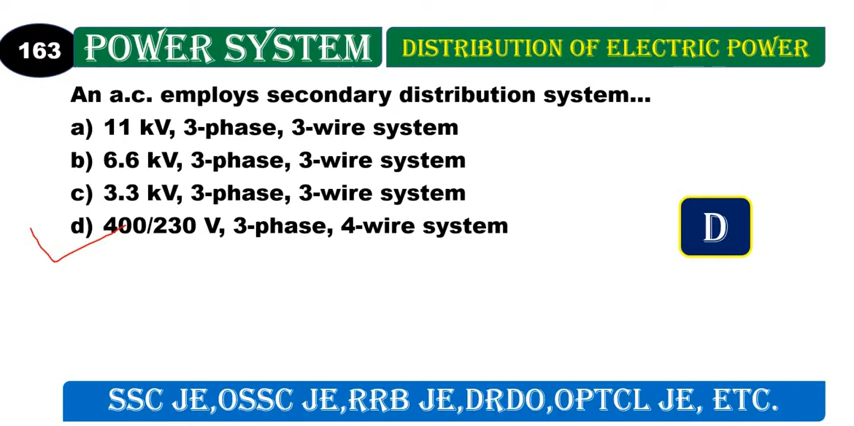 163 POWER SYSTEM DISTRIBUTION OF ELECTRIC POWER
An a.c. employs secondary distribution system...
a) 11 kV, 3-phase, 3-wire system
b) 6.6 kV, 3-phase, 3-wire system
c) 3.3 kV, 3-phase, 3-wire system
d) 400/230 V, 3-phase, 4-wire system
D
SSC JE,OSSC JE,RRB JE,DRDO,OPTCL JE, ETC.